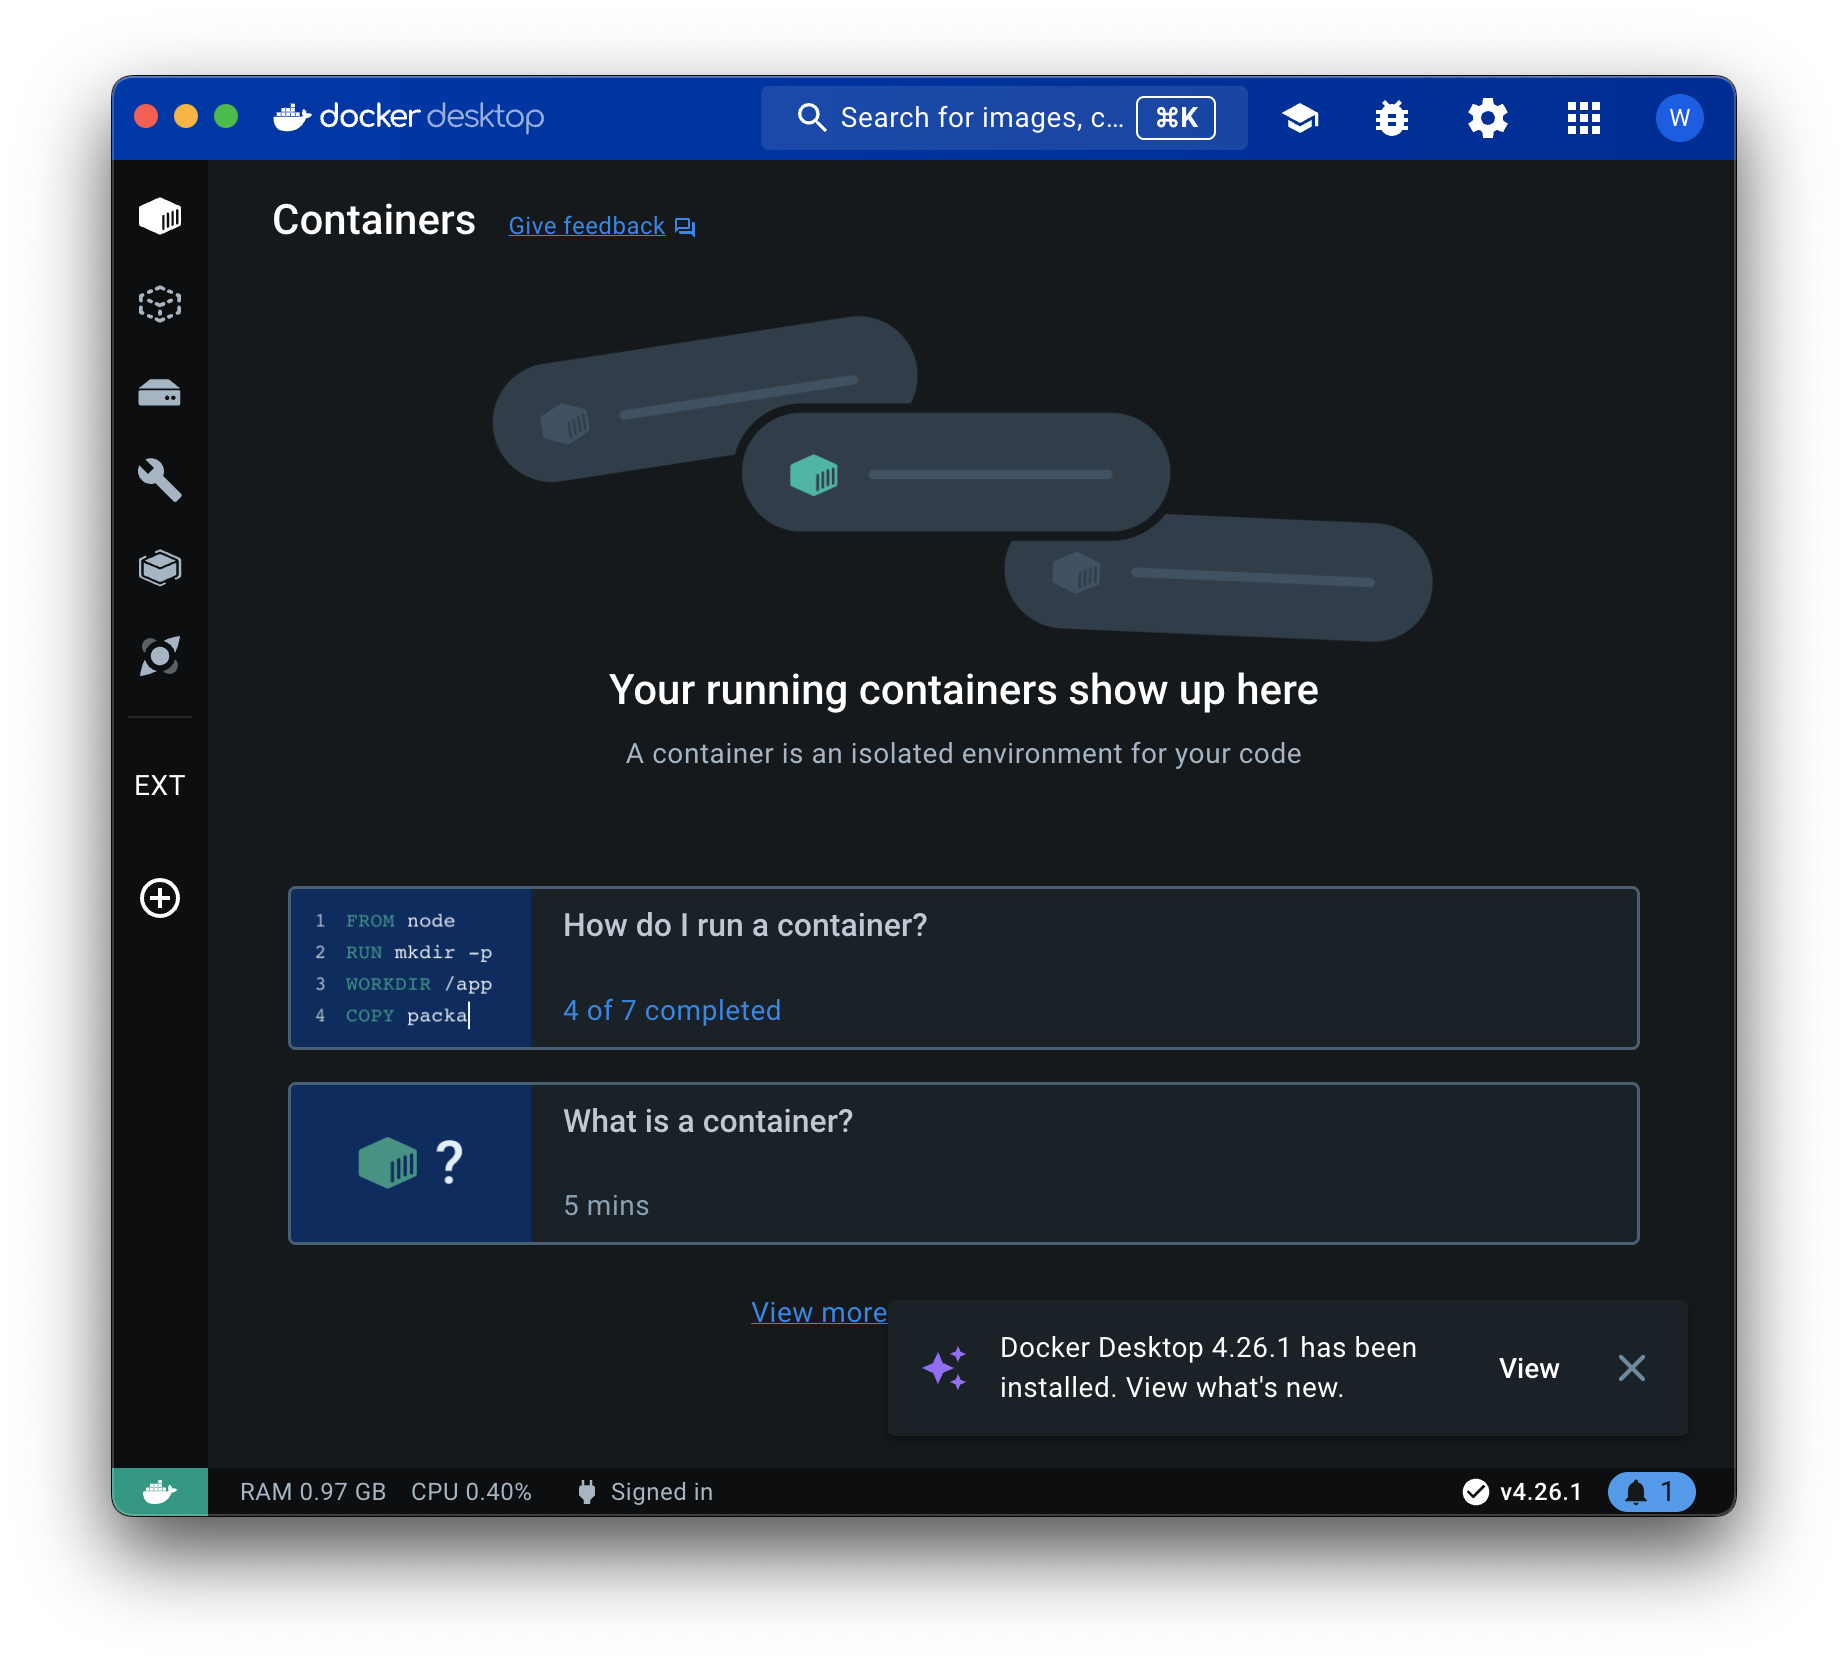 docker desktop
Search for images, c... ⌘K
W
Containers
Give feedback
Your running containers show up here
A container is an isolated environment for your code
EXT
1 FROM node
2 RUN mkdir -p
3 WORKDIR /app
4 COPY packa
How do I run a container?
4 of 7 completed
?
What is a container?
5 mins
View more
Docker Desktop 4.26.1 has been
installed. View what's new.
View
RAM 0.97 GB CPU 0.40% Signed in
v4.26.1
1